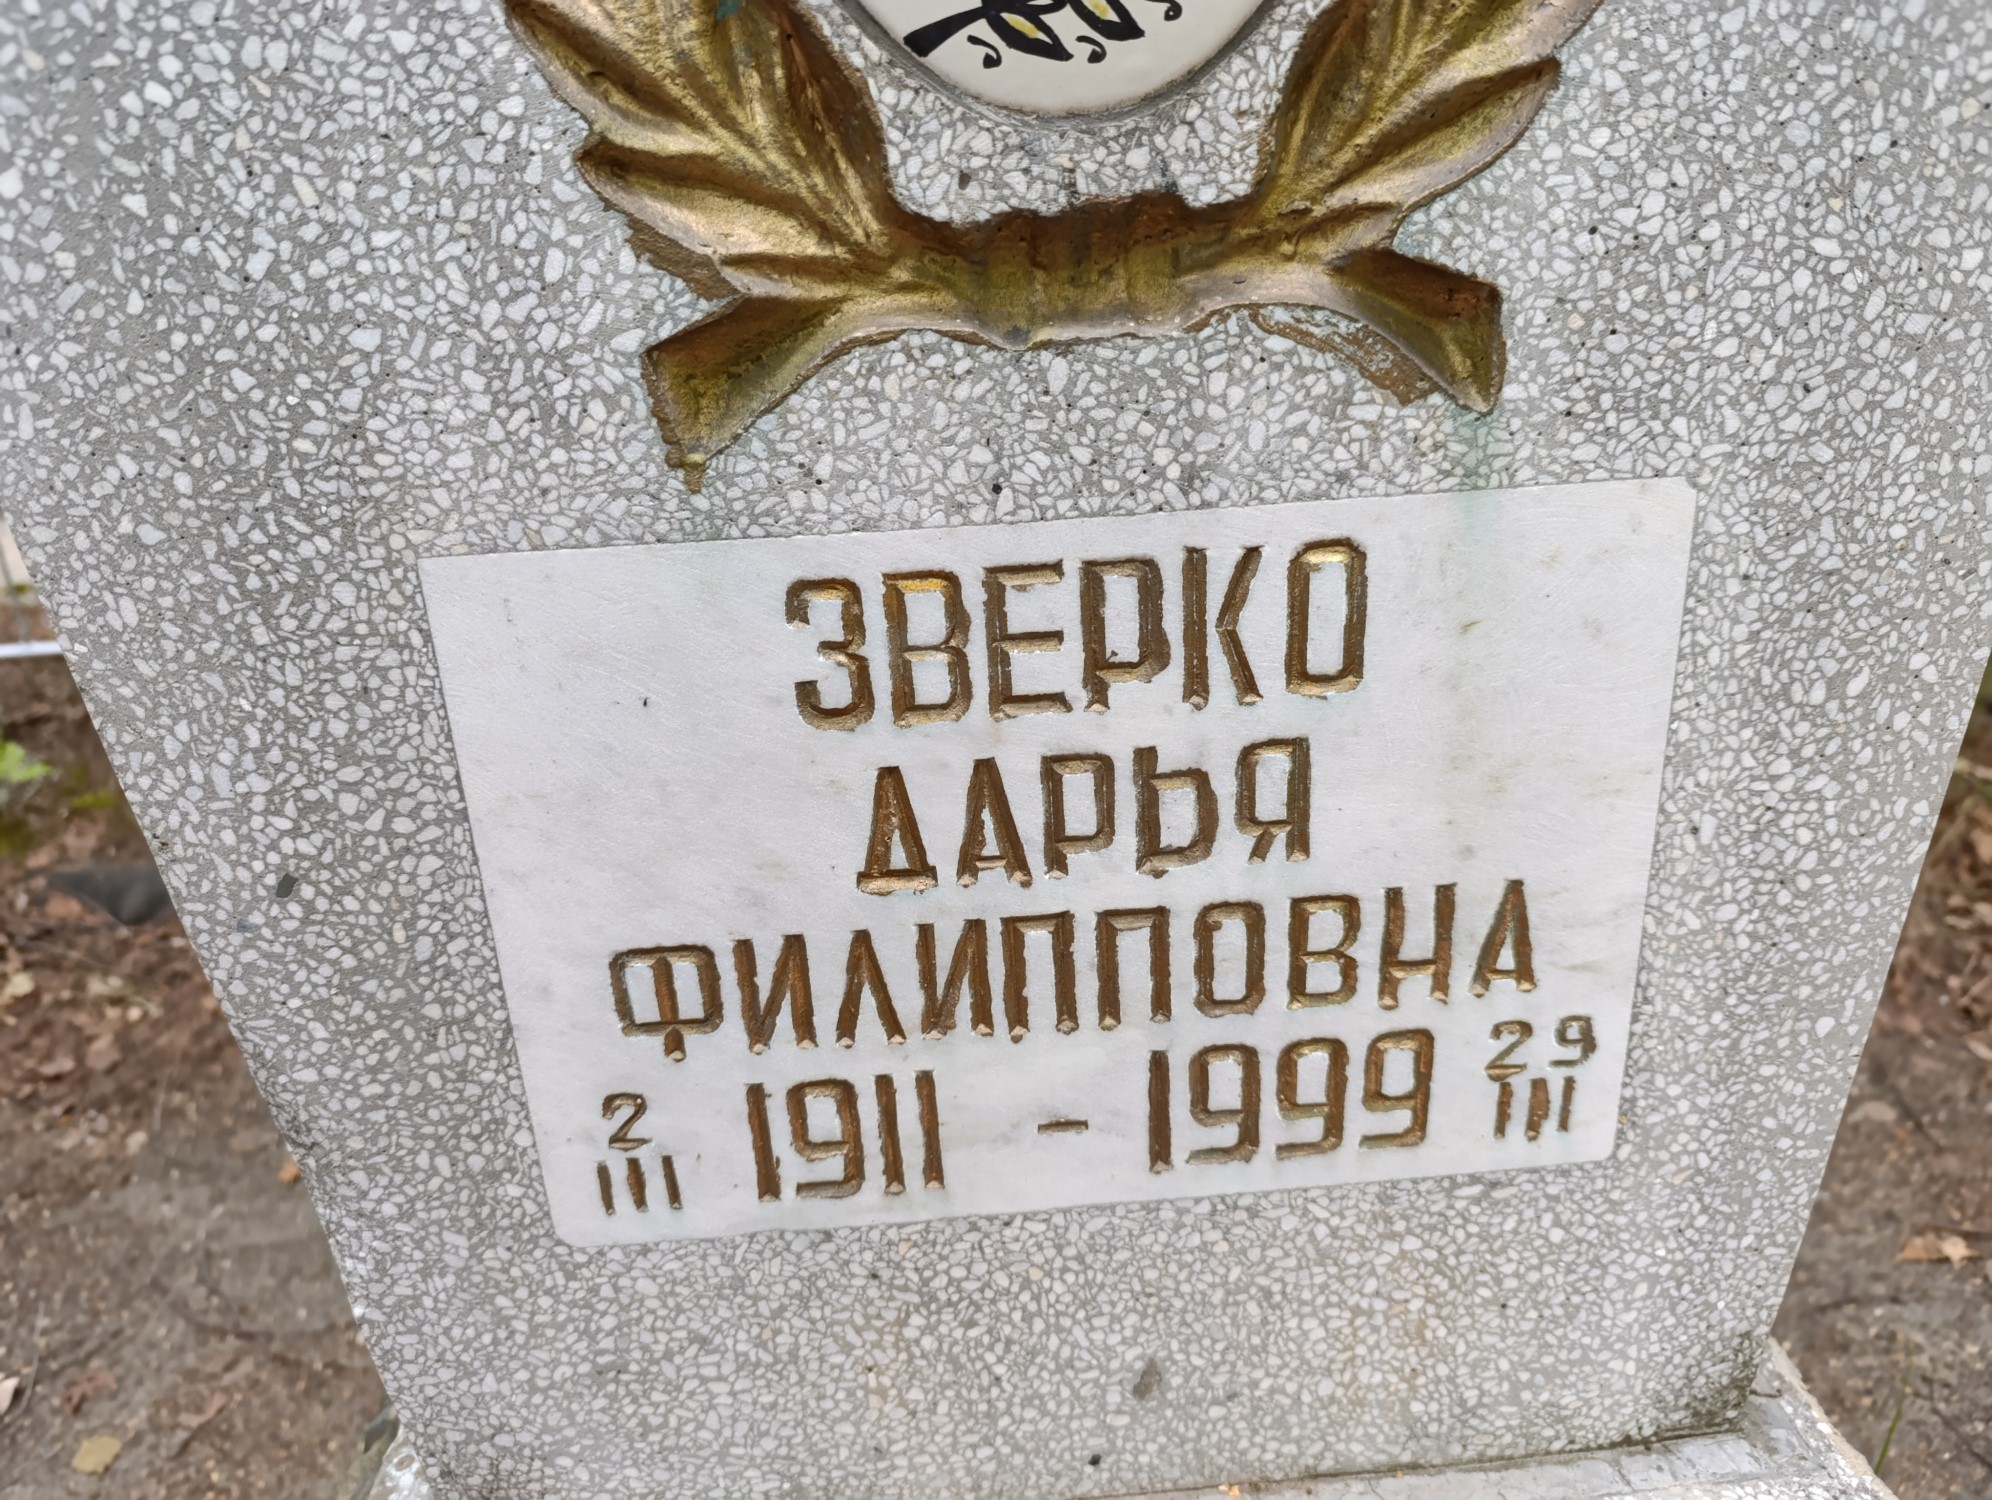 ЗВЕРКО
ДАРЬЯ
ФИЛИППОВНА
2 III 1911 - 1999 29 III